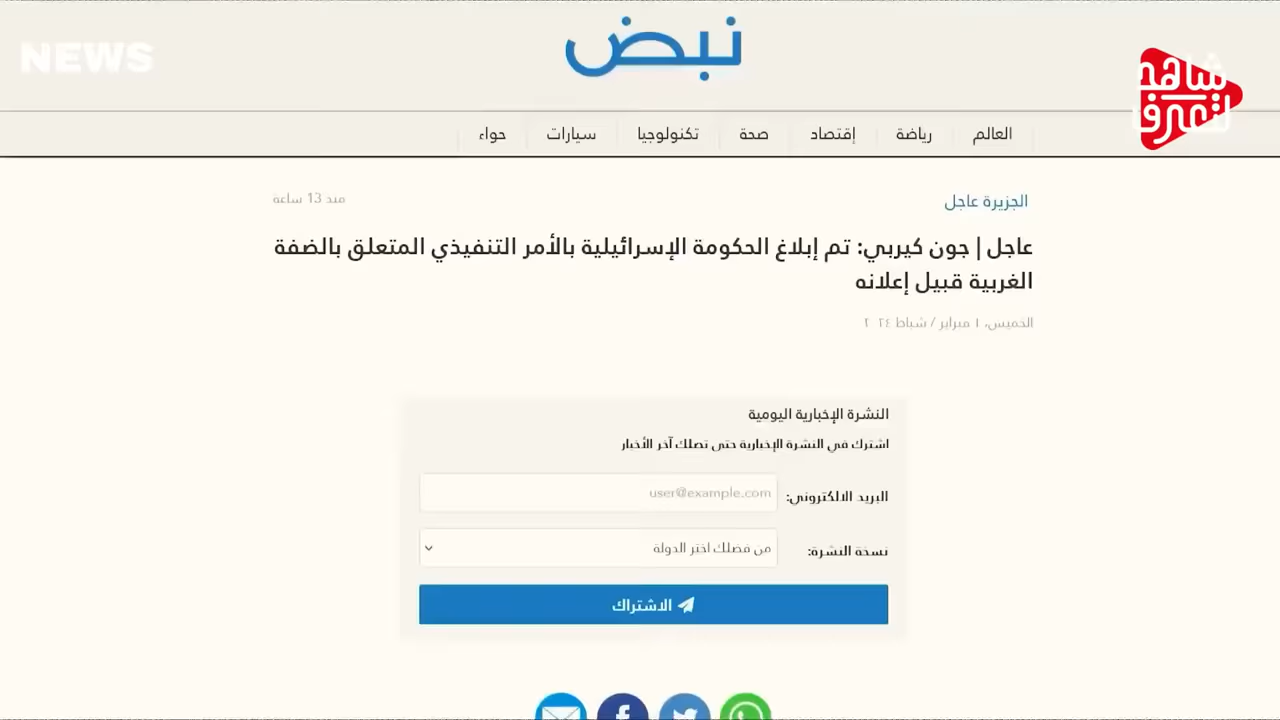 نبض
NEWS
شاهد
لتعرف
العالم
رياضة
إقتصاد
صحة
تكنولوجيا
سيارات
حواء
الجزيرة عاجل
منذ 13 ساعة
عاجل | جون كيربي: تم إبلاغ الحكومة الإسرائيلية بالأمر التنفيذي المتعلق بالضفة
الغربية قبيل إعلانه
الخميس، ١ فبراير / شباط ٢٠٢٤
النشرة الإخبارية اليومية
اشترك في النشرة الإخبارية حتى تصلك آخر الأخبار
البريد الالكتروني:
user@example.com
نسخة النشرة:
من فضلك اختر الدولة
الاشتراك